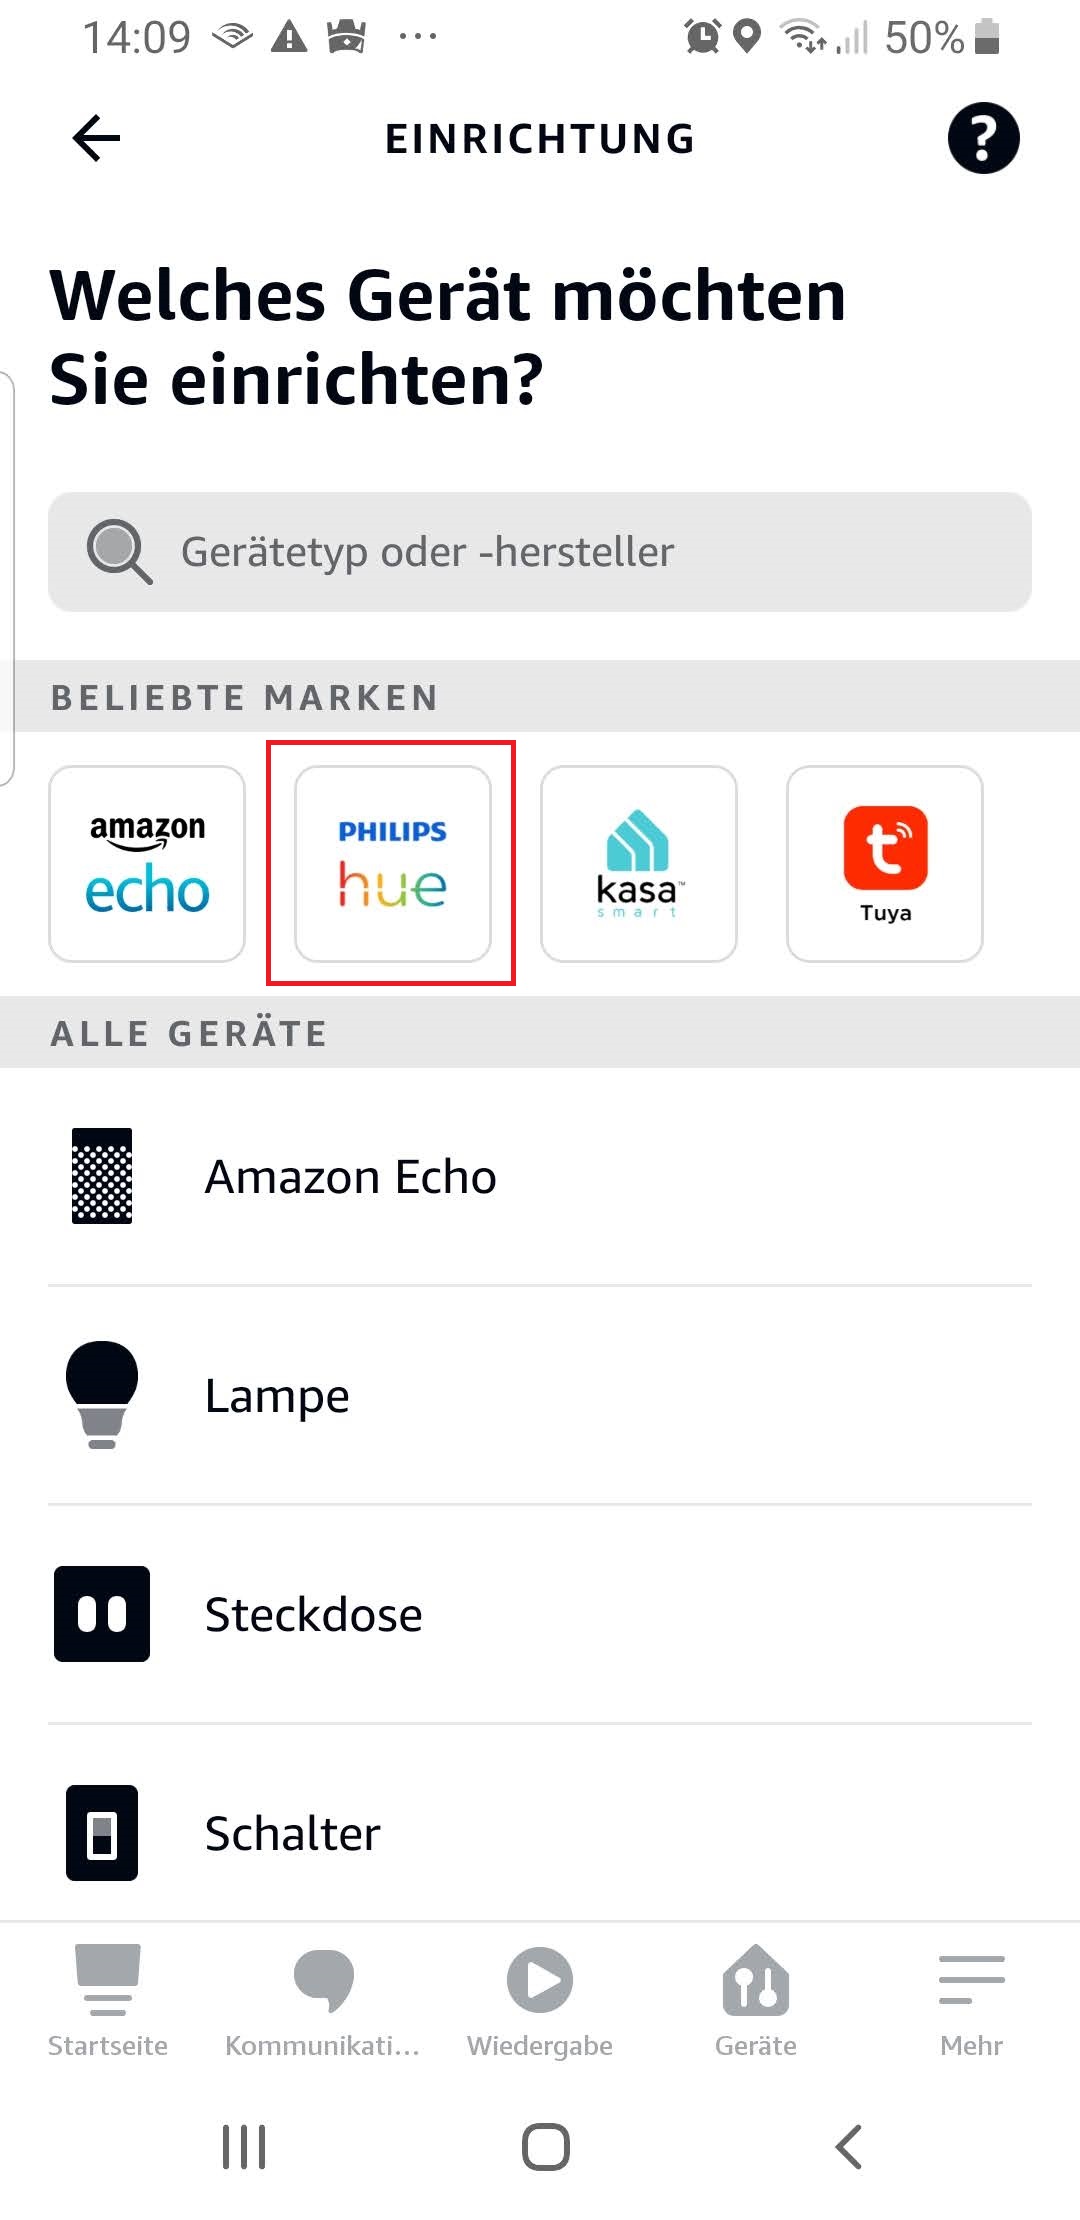 14:09 ... 50%
EINRICHTUNG ?
Welches Gerät möchten
Sie einrichten?
Gerätetyp oder -hersteller
BELIEBTE MARKEN
amazon
echo
PHILIPS
hue
kasa™
smart
t
Tuya
ALLE GERÄTE
Amazon Echo
Lampe
Steckdose
Schalter
Startseite Kommunikati... Wiedergabe Geräte Mehr